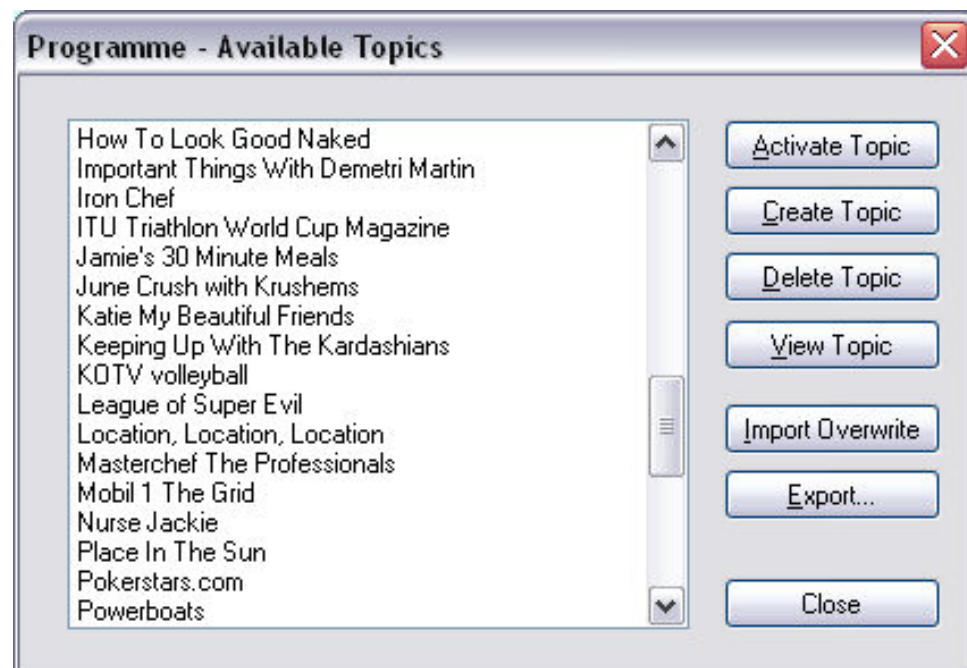 Programme - Available Topics
How To Look Good Naked
Important Things With Demetri Martin
Iron Chef
ITU Triathlon World Cup Magazine
Jamie's 30 Minute Meals
June Crush with Krushems
Katie My Beautiful Friends
Keeping Up With The Kardashians
KOTV volleyball
League of Super Evil
Location, Location, Location
Masterchef The Professionals
Mobil 1 The Grid
Nurse Jackie
Place In The Sun
Pokerstars.com
Powerboats
Activate Topic
Create Topic
Delete Topic
View Topic
Import Overwrite
Export...
Close